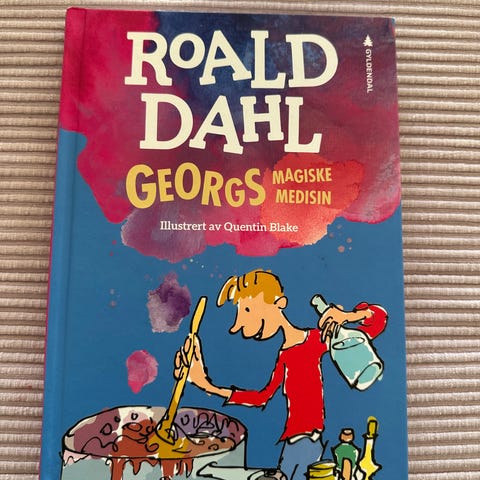 ROALD
DAHL
GEORGS
MAGISKE
MEDISIN
Illustrert av Quentin Blake
GYLDENDAL